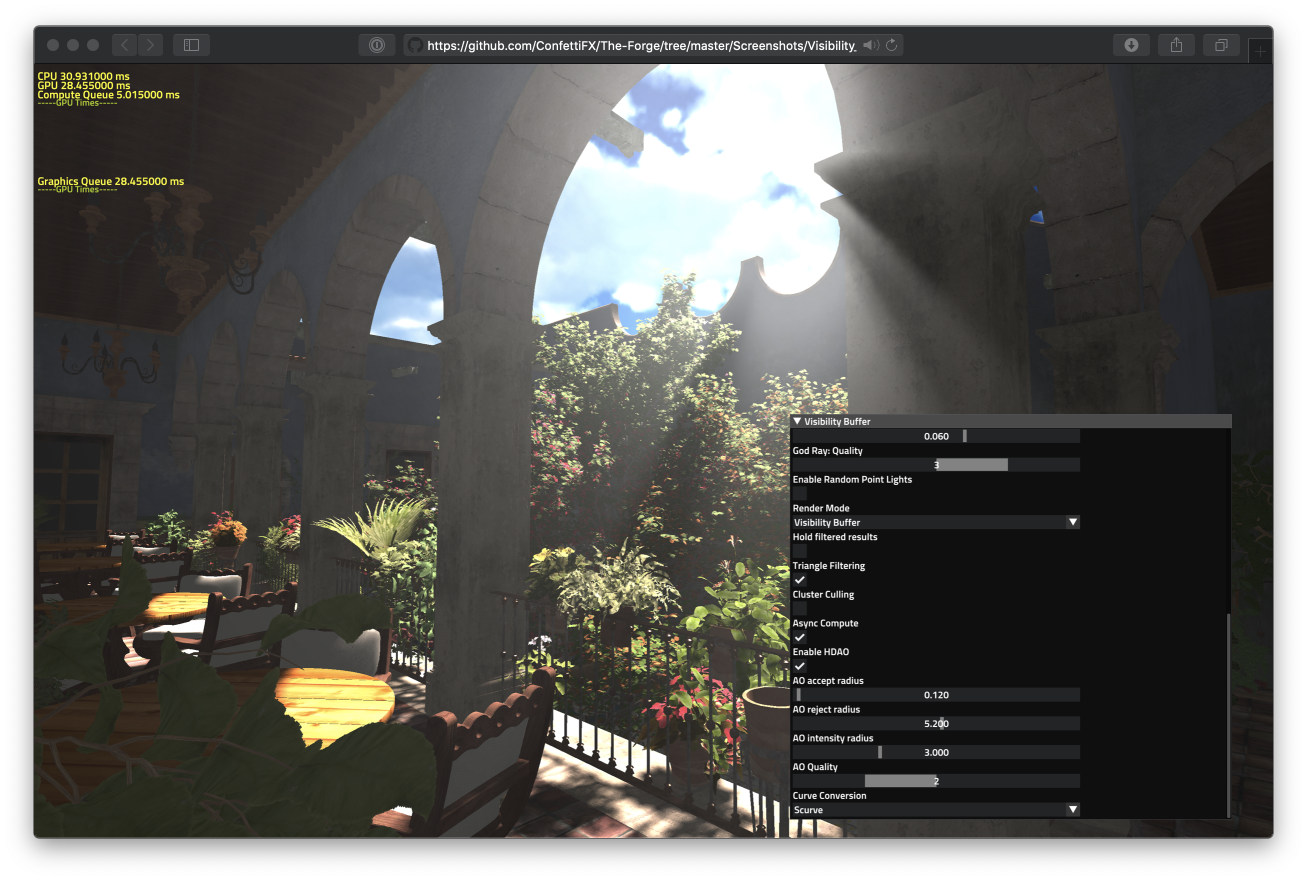 https://github.com/ConfettiFX/The-Forge/tree/master/Screenshots/Visibility_
CPU 30.931000 ms
GPU 28.455000 ms
Compute Queue 5.015000 ms
-----GPU Times-----
Graphics Queue 28.455000 ms
-----GPU Times-----
Visibility Buffer
0.060
God Ray: Quality
3
Enable Random Point Lights
Render Mode
Visibility Buffer
Hold filtered results
Triangle Filtering
Cluster Culling
Async Compute
Enable HDAO
AO accept radius
0.120
AO reject radius
5.200
AO intensity radius
3.000
AO Quality
2
Curve Conversion
Scurve